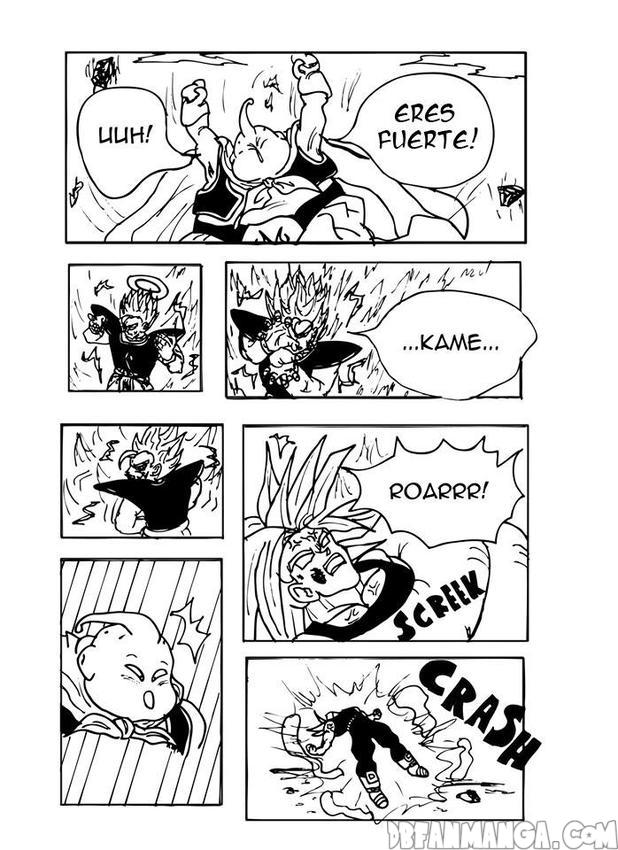 UUH!
ERES
FUERTE!
...KAME...
ROARRR!
SCREEK
CRASH
DBFANMANGA.COM